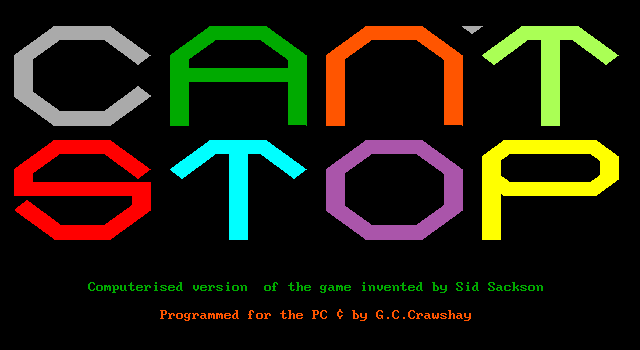 CAN'T
STOP
Computerised version  of the game invented by Sid Sackson
Programmed for the PC ¢ by G.C.Crawshay